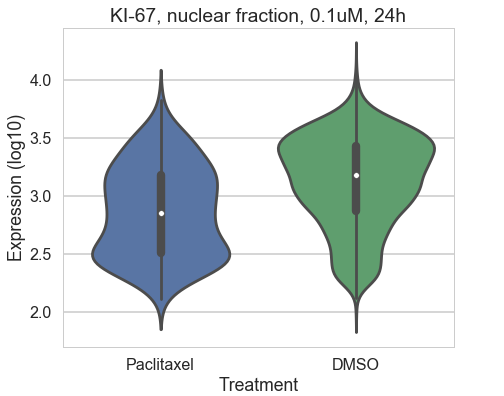 KI-67, nuclear fraction, 0.1uM, 24h
Expression (log10)
4.0
3.5
3.0
2.5
2.0
Paclitaxel DMSO
Treatment